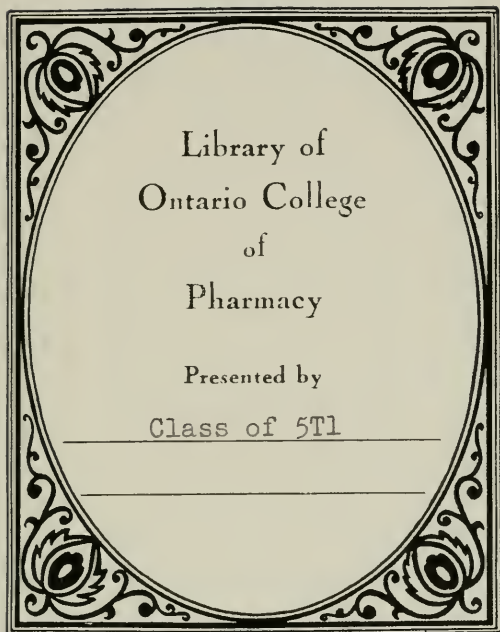 Library of
Ontario College
of
Pharmacy
Presented by
Class of 5T1